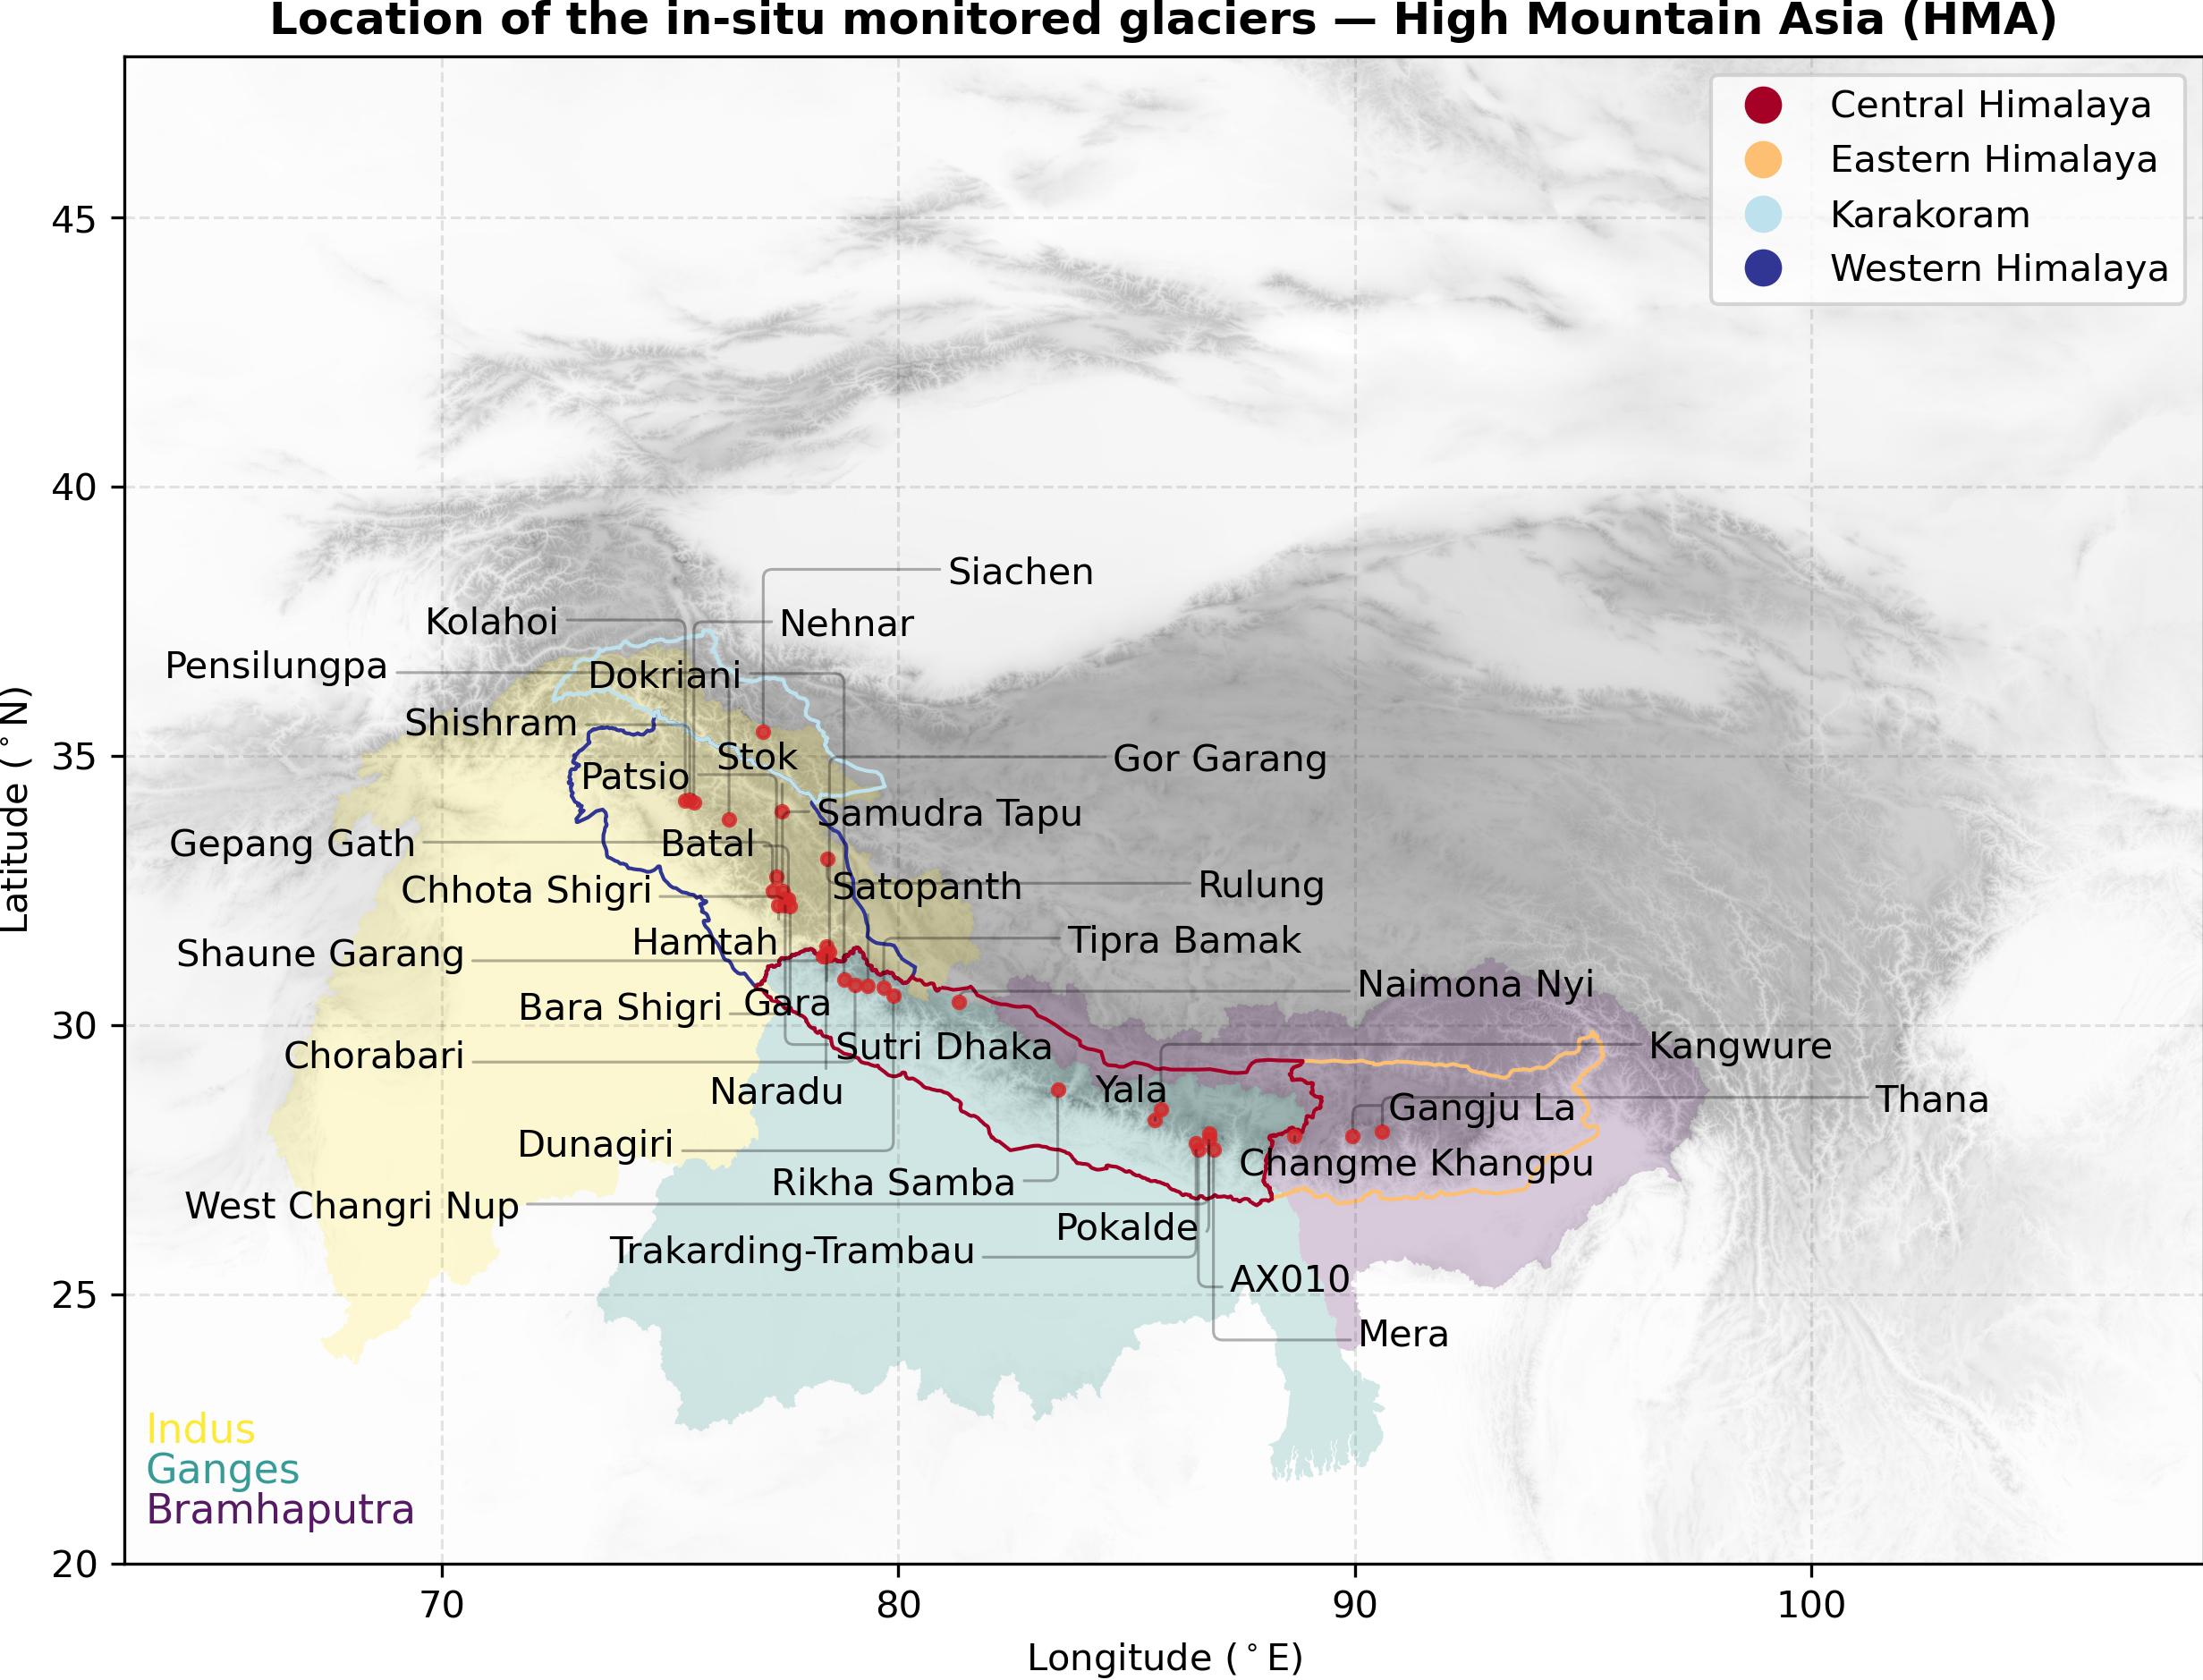 Location of the in-situ monitored glaciers — High Mountain Asia (HMA)
Central Himalaya
Eastern Himalaya
Karakoram
Western Himalaya
45
40
35
30
25
20
Latitude (°N)
Siachen
Kolahoi
Nehnar
Pensilungpa
Dokriani
Shishram
Stok
Gor Garang
Patsio
Samudra Tapu
Gepang Gath
Batal
Chhota Shigri
Satopanth
Rulung
Hamtah
Tipra Bamak
Shaune Garang
Naimona Nyi
Bara Shigri
Gara
Sutri Dhaka
Kangwure
Chorabari
Naradu
Yala
Thana
Gangju La
Dunagiri
Changme Khangpu
Rikha Samba
West Changri Nup
Pokalde
Trakarding-Trambau
AX010
Mera
Indus
Ganges
Bramhaputra
70
80
90
100
Longitude (°E)